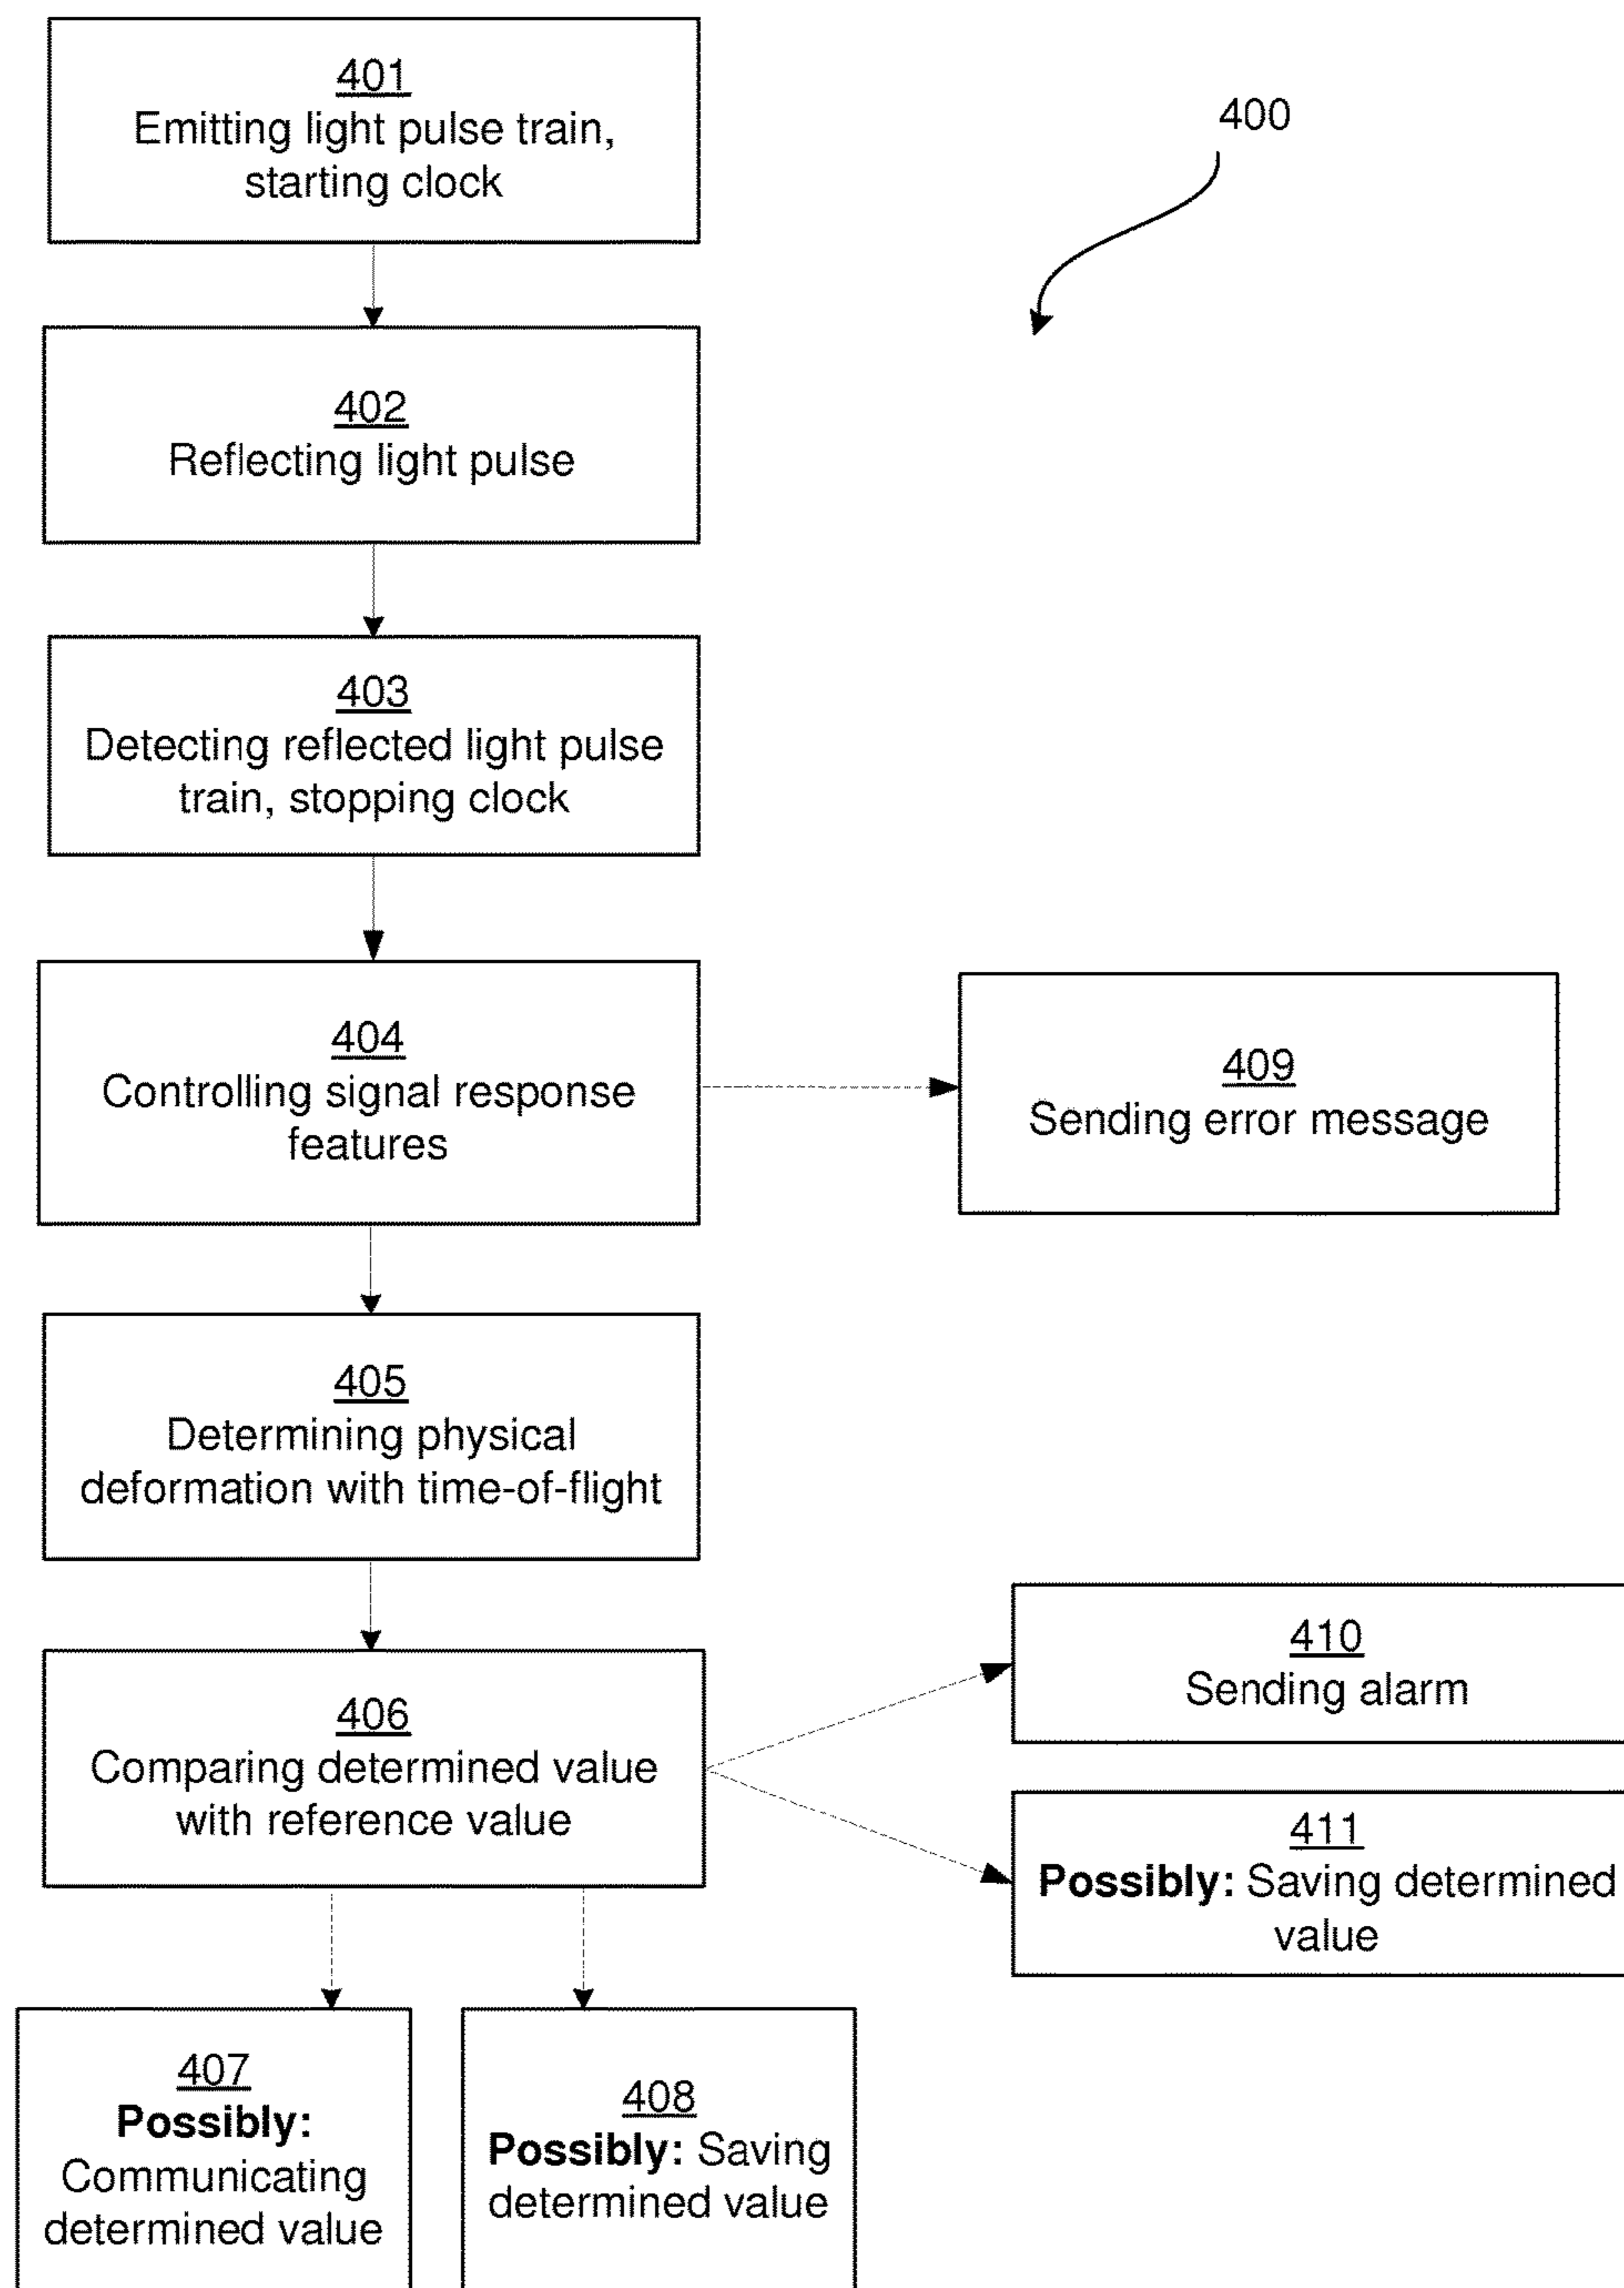 401
Emitting light pulse train,
starting clock
400
402
Reflecting light pulse
403
Detecting reflected light pulse
train, stopping clock
404
Controlling signal response
features
409
Sending error message
405
Determining physical
deformation with time-of-flight
406
Comparing determined value
with reference value
410
Sending alarm
411
Possibly: Saving determined
value
407
Possibly:
Communicating
determined value
408
Possibly: Saving
determined value